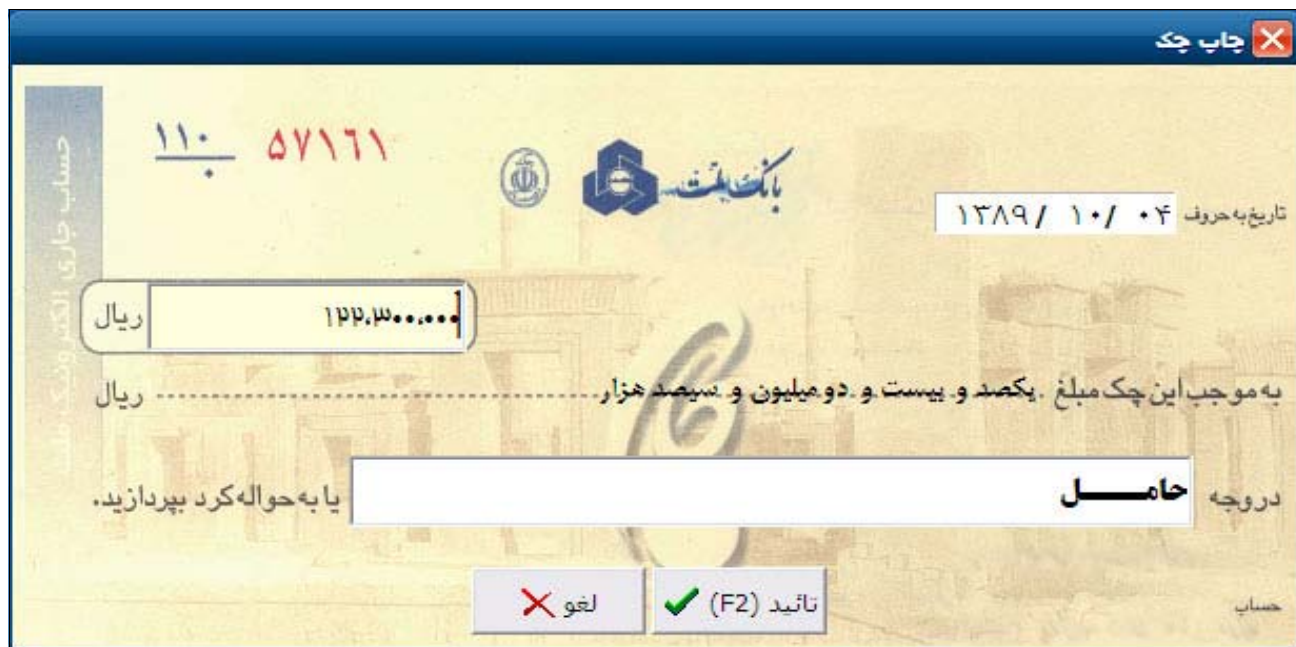 چاپ چک
۱۱۰ ۵۷۱۶۱
بانک ملت
تاریخ به حروف ۱۳۸۹/ ۱۰/ ۰۴
۱۲۲،۳۰۰،۰۰۰ ریال
به موجب این چک مبلغ یکصد و بیست و دو میلیون و سیصد هزار ریال
در وجه حامـــــل یا به حواله کرد بپردازید.
تائید (F2) لغو
حساب
حساب جاری الکترونیک ملت